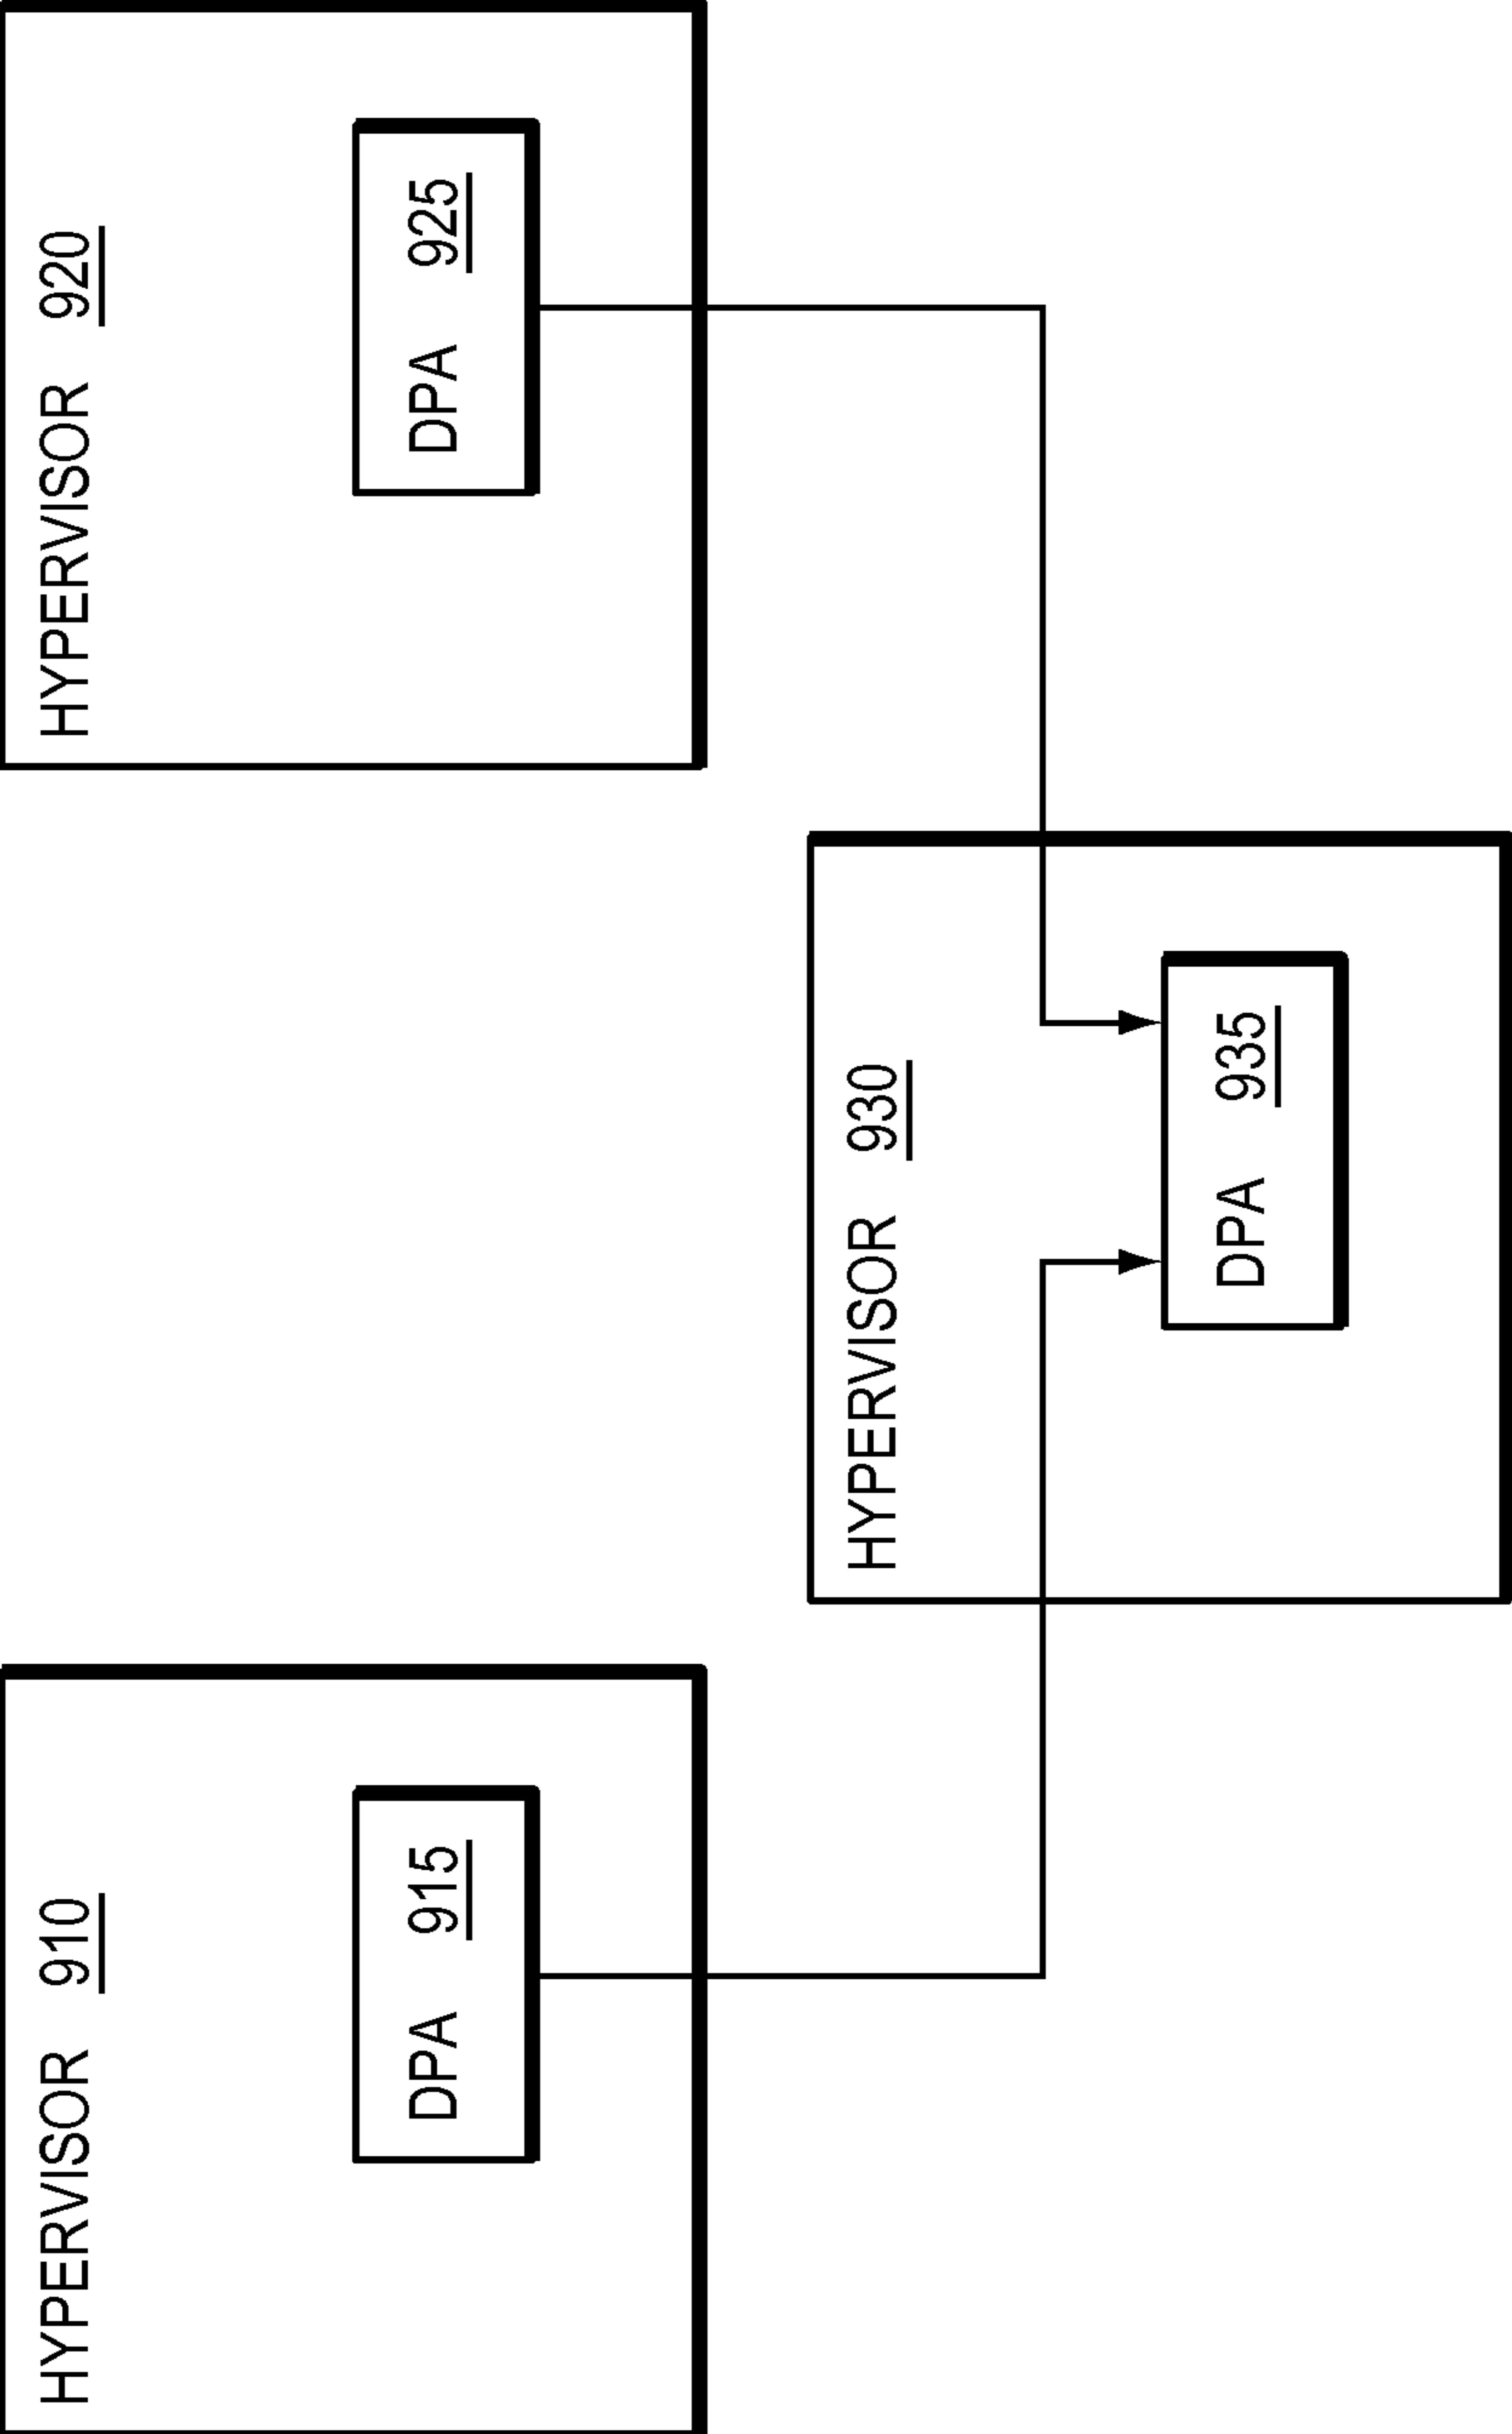 HYPERVISOR 910
DPA 915
HYPERVISOR 920
DPA 925
HYPERVISOR 930
DPA 935